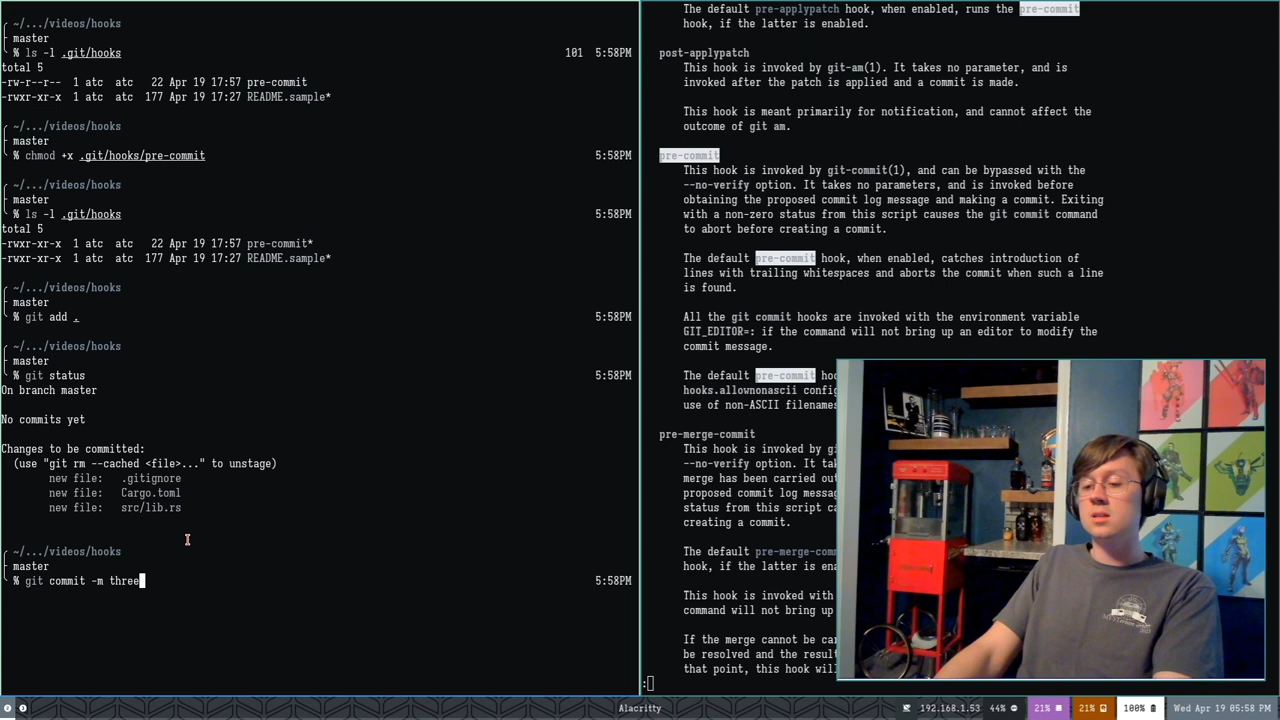 ~/.../videos/hooks
master
% ls -l .git/hooks 101 5:58PM
total 5
-rw-r--r-- 1 atc atc 22 Apr 19 17:57 pre-commit
-rwxr-xr-x 1 atc atc 177 Apr 19 17:27 README.sample*
~/.../videos/hooks
master
% chmod +x .git/hooks/pre-commit 5:58PM
~/.../videos/hooks
master
% ls -l .git/hooks 5:58PM
total 5
-rwxr-xr-x 1 atc atc 22 Apr 19 17:57 pre-commit*
-rwxr-xr-x 1 atc atc 177 Apr 19 17:27 README.sample*
~/.../videos/hooks
master
% git add . 5:58PM
~/.../videos/hooks
master
% git status 5:58PM
On branch master
No commits yet
Changes to be committed:
(use "git rm --cached <file>..." to unstage)
new file: .gitignore
new file: Cargo.toml
new file: src/lib.rs
~/.../videos/hooks
master
% git commit -m three 5:58PM
The default pre-applypatch hook, when enabled, runs the pre-commit
hook, if the latter is enabled.
post-applypatch
This hook is invoked by git-am(1). It takes no parameter, and is
invoked after the patch is applied and a commit is made.
This hook is meant primarily for notification, and cannot affect the
outcome of git am.
pre-commit
This hook is invoked by git-commit(1), and can be bypassed with the
--no-verify option. It takes no parameters, and is invoked before
obtaining the proposed commit log message and making a commit. Exiting
with a non-zero status from this script causes the git commit command
to abort before creating a commit.
The default pre-commit hook, when enabled, catches introduction of
lines with trailing whitespaces and aborts the commit when such a line
is found.
All the git commit hooks are invoked with the environment variable
GIT_EDITOR=: if the command will not bring up an editor to modify the
commit message.
The default pre-commit hoo
hooks.allownonascii config
use of non-ASCII filenames
pre-merge-commit
This hook is invoked by gi
--no-verify option. It tak
merge has been carried out
proposed commit log messag
status from this script ca
creating a commit.
The default pre-merge-comm
hook, if the latter is ena
This hook is invoked with
command will not bring up
If the merge cannot be car
be resolved and the result
that point, this hook will
:
Alacritty 192.168.1.53 44% 21% 21% 100% Wed Apr 19 05:58 PM